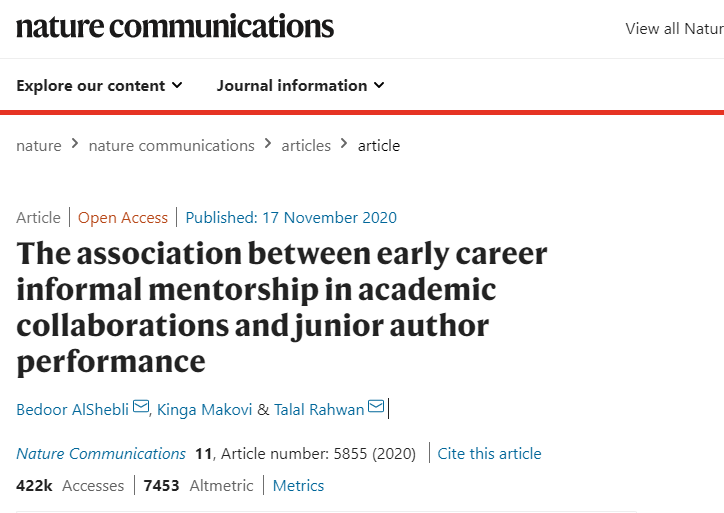 nature communications
View all Natur
Explore our content
Journal information
nature > nature communications > articles > article
Article | Open Access | Published: 17 November 2020
The association between early career
informal mentorship in academic
collaborations and junior author
performance
Bedoor AlShebli, Kinga Makovi & Talal Rahwan
Nature Communications 11, Article number: 5855 (2020) | Cite this article
422k Accesses | 7453 Altmetric | Metrics